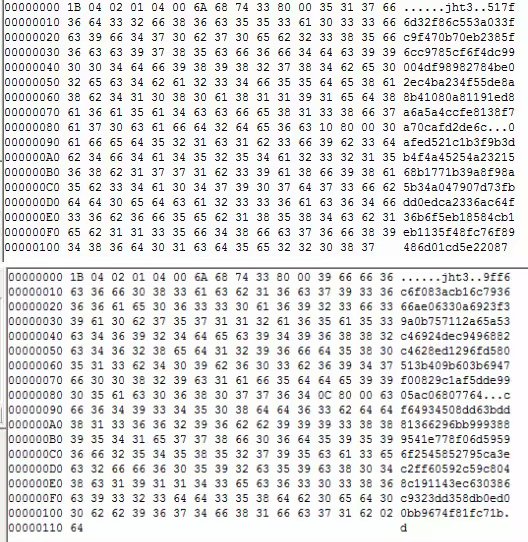 00000000 1B 04 02 01 04 00 6A 68 74 33 80 00 35 31 37 66 ......jht3..517f
00000010 36 64 33 32 66 38 36 63 35 35 33 61 30 33 33 66 6d32f86c553a033f
00000020 63 39 66 34 37 30 62 37 30 65 62 32 33 38 35 66 c9f470b70eb2385f
00000030 36 63 63 39 37 38 35 63 66 36 66 34 64 63 39 39 6cc9785cf6f4dc99
00000040 30 30 34 64 66 39 38 39 38 32 37 38 34 62 65 30 004df98982784be0
00000050 32 65 63 34 62 61 32 33 34 66 35 35 64 65 38 61 2ec4ba234f55de8a
00000060 38 62 34 31 30 38 30 61 38 31 31 39 31 65 64 38 8b41080a81191ed8
00000070 61 36 61 35 61 34 63 63 66 65 38 31 33 38 66 37 a6a5a4ccfe8138f7
00000080 61 37 30 63 61 66 64 32 64 65 36 63 10 80 00 30 a70cafd2de6c...0
00000090 61 66 65 64 35 32 31 63 31 62 33 66 39 62 33 64 afed521c1b3f9b3d
000000A0 62 34 66 34 61 34 35 32 35 34 61 32 33 32 31 35 b4f4a45254a23215
000000B0 36 38 62 31 37 37 31 62 33 39 61 38 66 39 38 61 68b1771b39a8f98a
000000C0 35 62 33 34 61 30 34 37 39 30 37 64 37 33 66 62 5b34a047907d73fb
000000D0 64 64 30 65 64 63 61 32 33 33 36 61 63 36 34 66 dd0edca2336ac64f
000000E0 33 36 62 36 66 35 65 62 31 38 35 38 34 63 62 31 36b6f5eb18584cb1
000000F0 65 62 31 31 33 35 66 34 38 66 63 37 36 66 38 39 eb1135f48fc76f89
00000100 34 38 36 64 30 31 63 64 35 65 32 32 30 38 37 486d01cd5e22087
00000000 1B 04 02 01 04 00 6A 68 74 33 80 00 39 66 66 36 ......jht3..9ff6
00000010 63 36 66 30 38 33 61 63 62 31 36 63 37 39 33 36 c6f083acb16c7936
00000020 36 36 61 65 30 36 33 33 30 61 36 39 32 33 66 33 66ae06330a6923f3
00000030 39 61 30 62 37 35 37 31 31 32 61 36 35 61 35 33 9a0b757112a65a53
00000040 63 34 36 39 32 34 64 65 63 39 34 39 36 38 38 32 c46924dec9496882
00000050 63 34 36 32 38 65 64 31 32 39 36 66 64 35 38 30 c4628ed1296fd580
00000060 35 31 33 62 34 30 39 62 36 30 33 62 36 39 34 37 513b409b603b6947
00000070 66 30 30 38 32 39 63 31 61 66 35 64 64 65 39 39 f00829c1af5dde99
00000080 30 35 61 63 30 36 38 30 37 37 36 34 0C 80 00 63 05ac06807764...c
00000090 66 36 34 39 33 34 35 30 38 64 64 36 33 62 64 64 f64934508dd63bdd
000000A0 38 31 33 36 36 32 39 36 62 62 39 39 39 33 38 38 81366296bb999388
000000B0 39 35 34 31 65 37 37 38 66 30 36 64 35 39 35 39 9541e778f06d5959
000000C0 36 66 32 35 34 35 38 35 32 37 39 35 63 61 33 65 6f2545852795ca3e
000000D0 63 32 66 66 36 30 35 39 32 63 35 39 63 38 30 34 c2ff60592c59c804
000000E0 38 63 31 39 31 31 34 33 65 63 36 33 30 33 38 36 8c191143ec630386
000000F0 63 39 33 32 33 64 64 33 35 38 64 62 30 65 64 30 c9323dd358db0ed0
00000100 30 62 62 39 36 37 34 66 38 31 66 63 37 31 62 02 0bb9674f81fc71b.
00000110 64 d